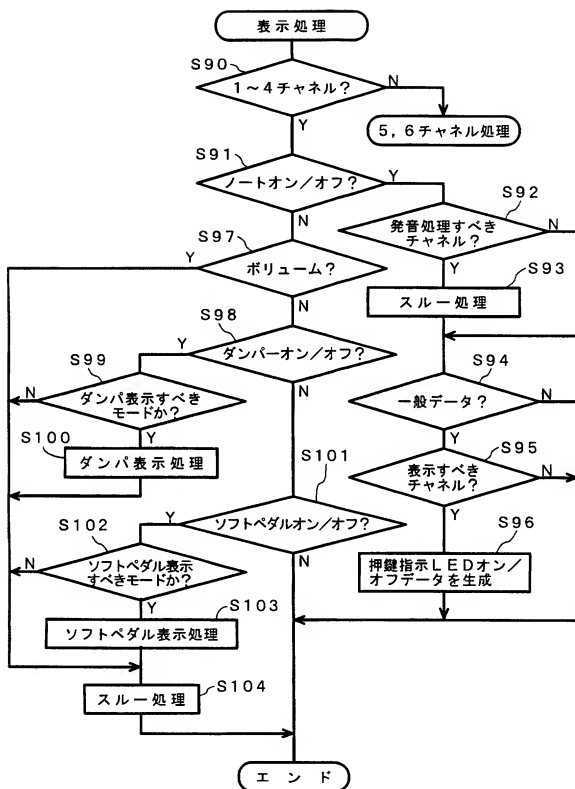 表示処理
S90
1～4チャネル？
N
Y
5，6チャネル処理
S91
ノートオン／オフ？
Y
N
S92
発音処理すべき
チャネル？
N
Y
S93
スルー処理
S97
Y
ボリューム？
N
S98
Y
ダンパーオン／オフ？
N
S99
N
ダンパ表示すべき
モードか？
Y
S100
ダンパ表示処理
S94
一般データ？
N
Y
S95
表示すべき
チャネル？
N
Y
S96
押鍵指示LEDオン／
オフデータを生成
S101
Y
ソフトペダルオン／オフ？
N
S102
N
ソフトペダル表示
すべきモードか？
Y
S103
ソフトペダル表示処理
S104
スルー処理
エンド